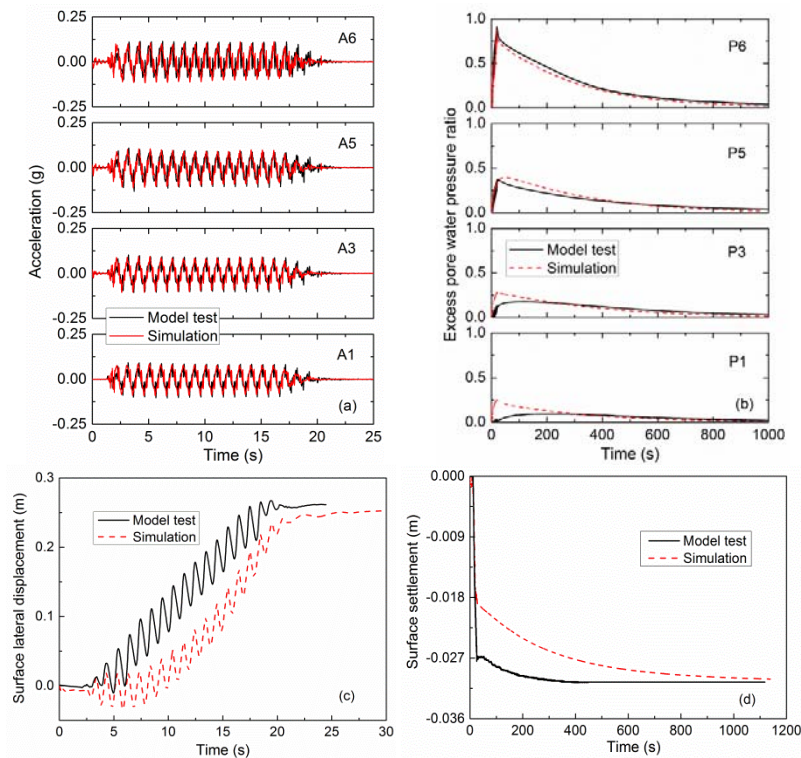 0.25
A6
0.00
-0.25
0.25
A5
0.00
-0.25
0.25
A3
0.00
-0.25
Model test
Simulation
0.25
A1
0.00
(a)
-0.25
0 5 10 15 20 25
Time (s)
Acceleration (g)
1.0
P6
0.5
0.0
1.0
P5
0.5
0.0
1.0
P3
Model test
Simulation
0.5
0.0
1.0
P1
0.5
(b)
0.0
0 200 400 600 800 1000
Time (s)
Excess pore water pressure ratio
0.3
Model test
Simulation
0.2
0.1
0.0
(c)
0 5 10 15 20 25 30
Time (s)
Surface lateral displacement (m)
0.000
-0.009
Model test
Simulation
-0.018
-0.027
(d)
-0.036
0 200 400 600 800 1000 1200
Time (s)
Surface settlement (m)